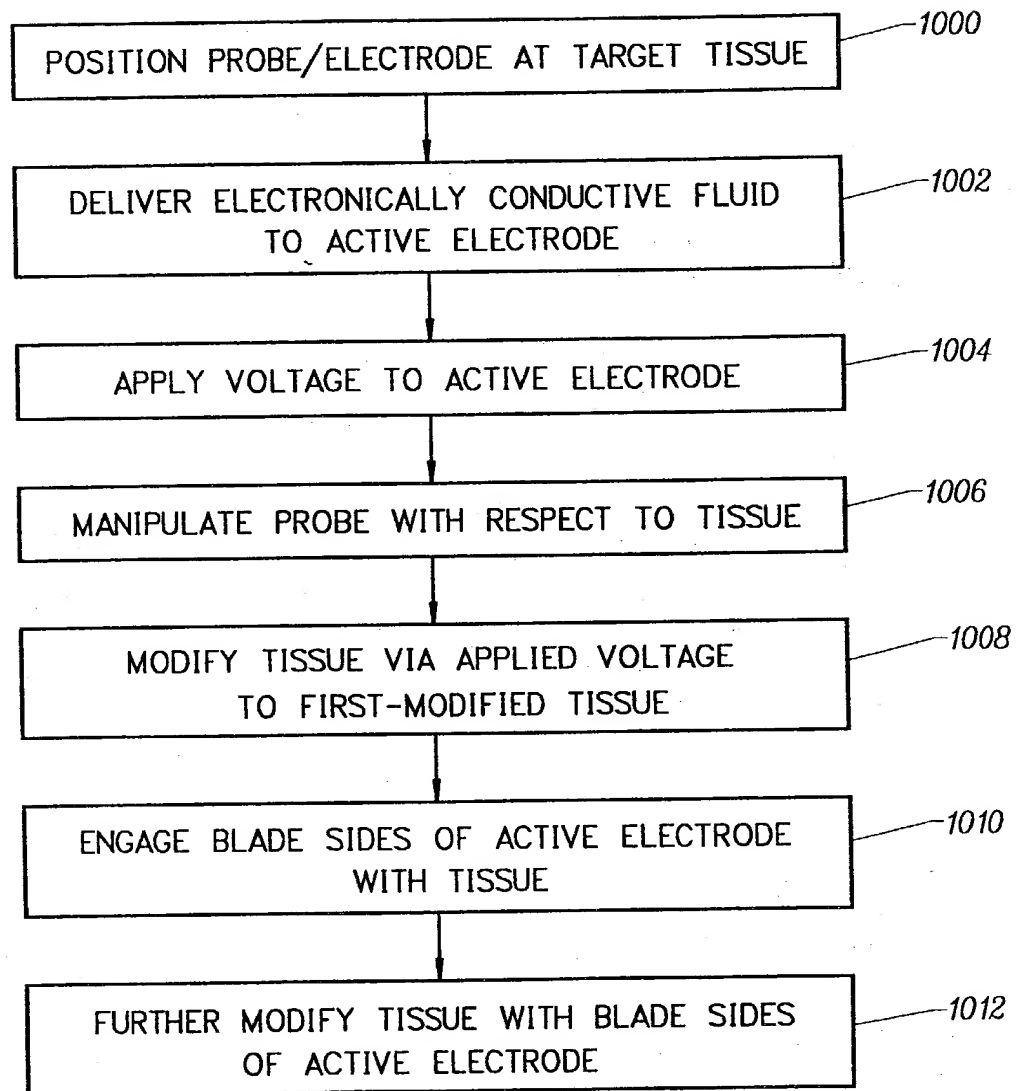 1000
POSITION PROBE/ELECTRODE AT TARGET TISSUE
1002
DELIVER ELECTRONICALLY CONDUCTIVE FLUID
TO ACTIVE ELECTRODE
1004
APPLY VOLTAGE TO ACTIVE ELECTRODE
1006
MANIPULATE PROBE WITH RESPECT TO TISSUE
1008
MODIFY TISSUE VIA APPLIED VOLTAGE
TO FIRST-MODIFIED TISSUE
1010
ENGAGE BLADE SIDES OF ACTIVE ELECTRODE
WITH TISSUE
1012
FURTHER MODIFY TISSUE WITH BLADE SIDES
OF ACTIVE ELECTRODE